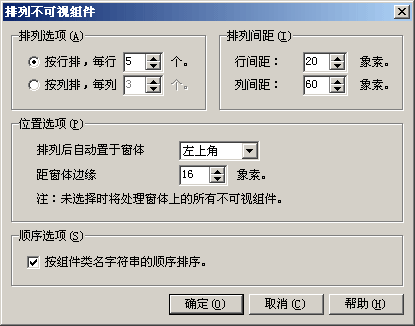 排列不可视组件
排列选项(A)
按行排，每行 5 个。
按列排，每列 3 个。
排列间距(I)
行间距： 20 象素。
列间距： 60 象素。
位置选项(P)
排列后自动置于窗体 左上角
距窗体边缘 16 象素。
注：未选择时将处理窗体上的所有不可视组件。
顺序选项(S)
按组件类名字符串的顺序排序。
确定(O) 取消(C) 帮助(H)